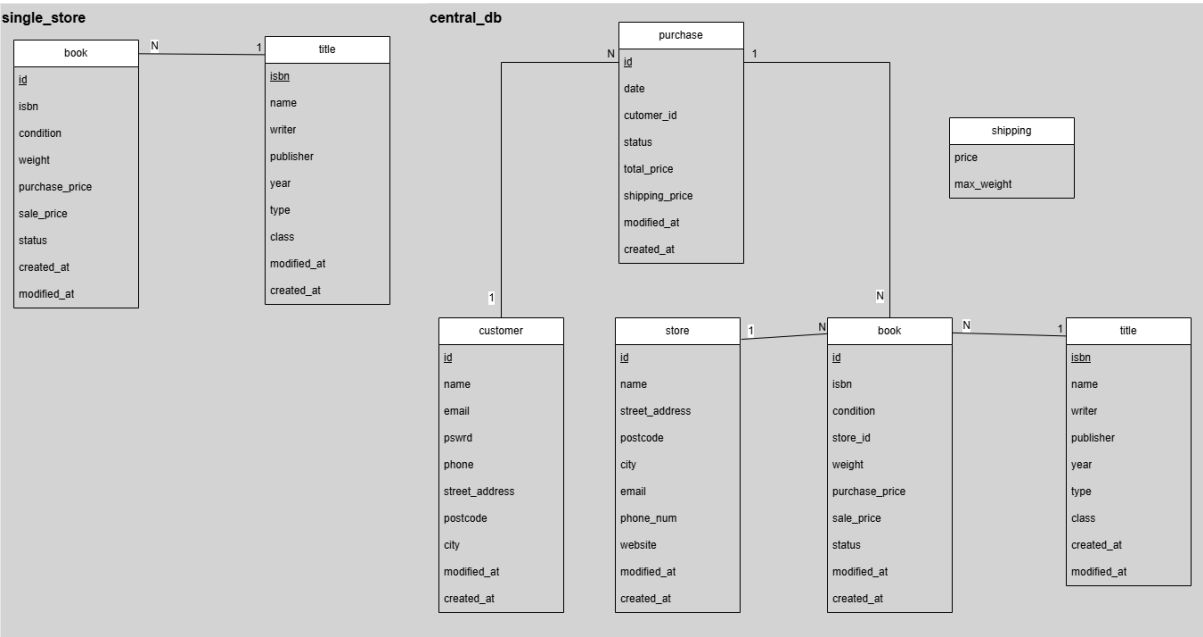 single_store
book
id
isbn
condition
weight
purchase_price
sale_price
status
created_at
modified_at
N
1
title
isbn
name
writer
publisher
year
type
class
modified_at
created_at
central_db
purchase
id
date
cutomer_id
status
total_price
shipping_price
modified_at
created_at
N
1
1
N
shipping
price
max_weight
customer
id
name
email
pswrd
phone
street_address
postcode
city
modified_at
created_at
store
id
name
street_address
postcode
city
email
phone_num
website
modified_at
created_at
1
N
book
id
isbn
condition
store_id
weight
purchase_price
sale_price
status
modified_at
created_at
N
1
title
isbn
name
writer
publisher
year
type
class
created_at
modified_at